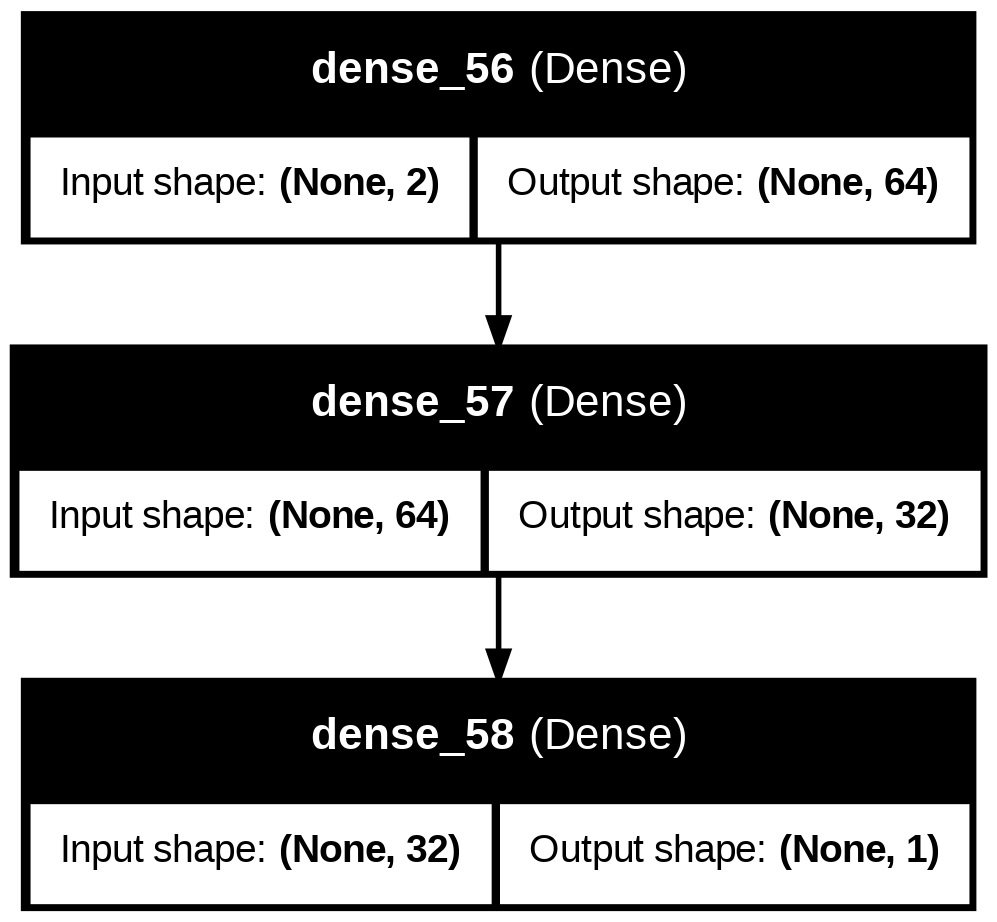 dense_56 (Dense)
Input shape: (None, 2) Output shape: (None, 64)
dense_57 (Dense)
Input shape: (None, 64) Output shape: (None, 32)
dense_58 (Dense)
Input shape: (None, 32) Output shape: (None, 1)